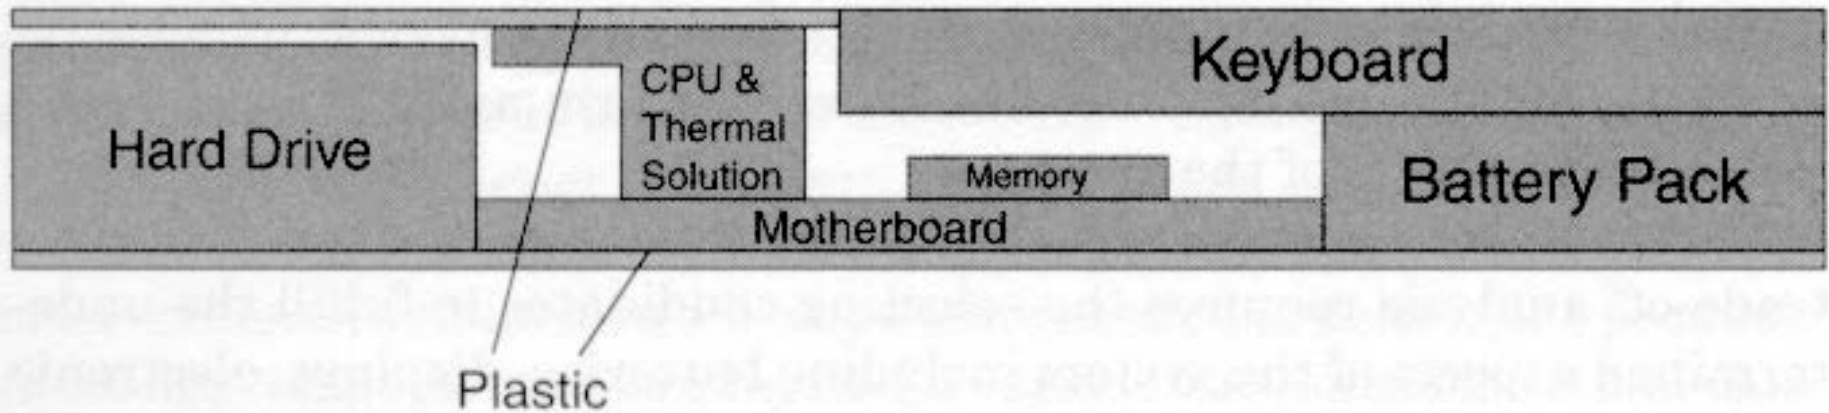 Keyboard
CPU &
Thermal
Solution
Hard Drive
Memory
Battery Pack
Motherboard
Plastic